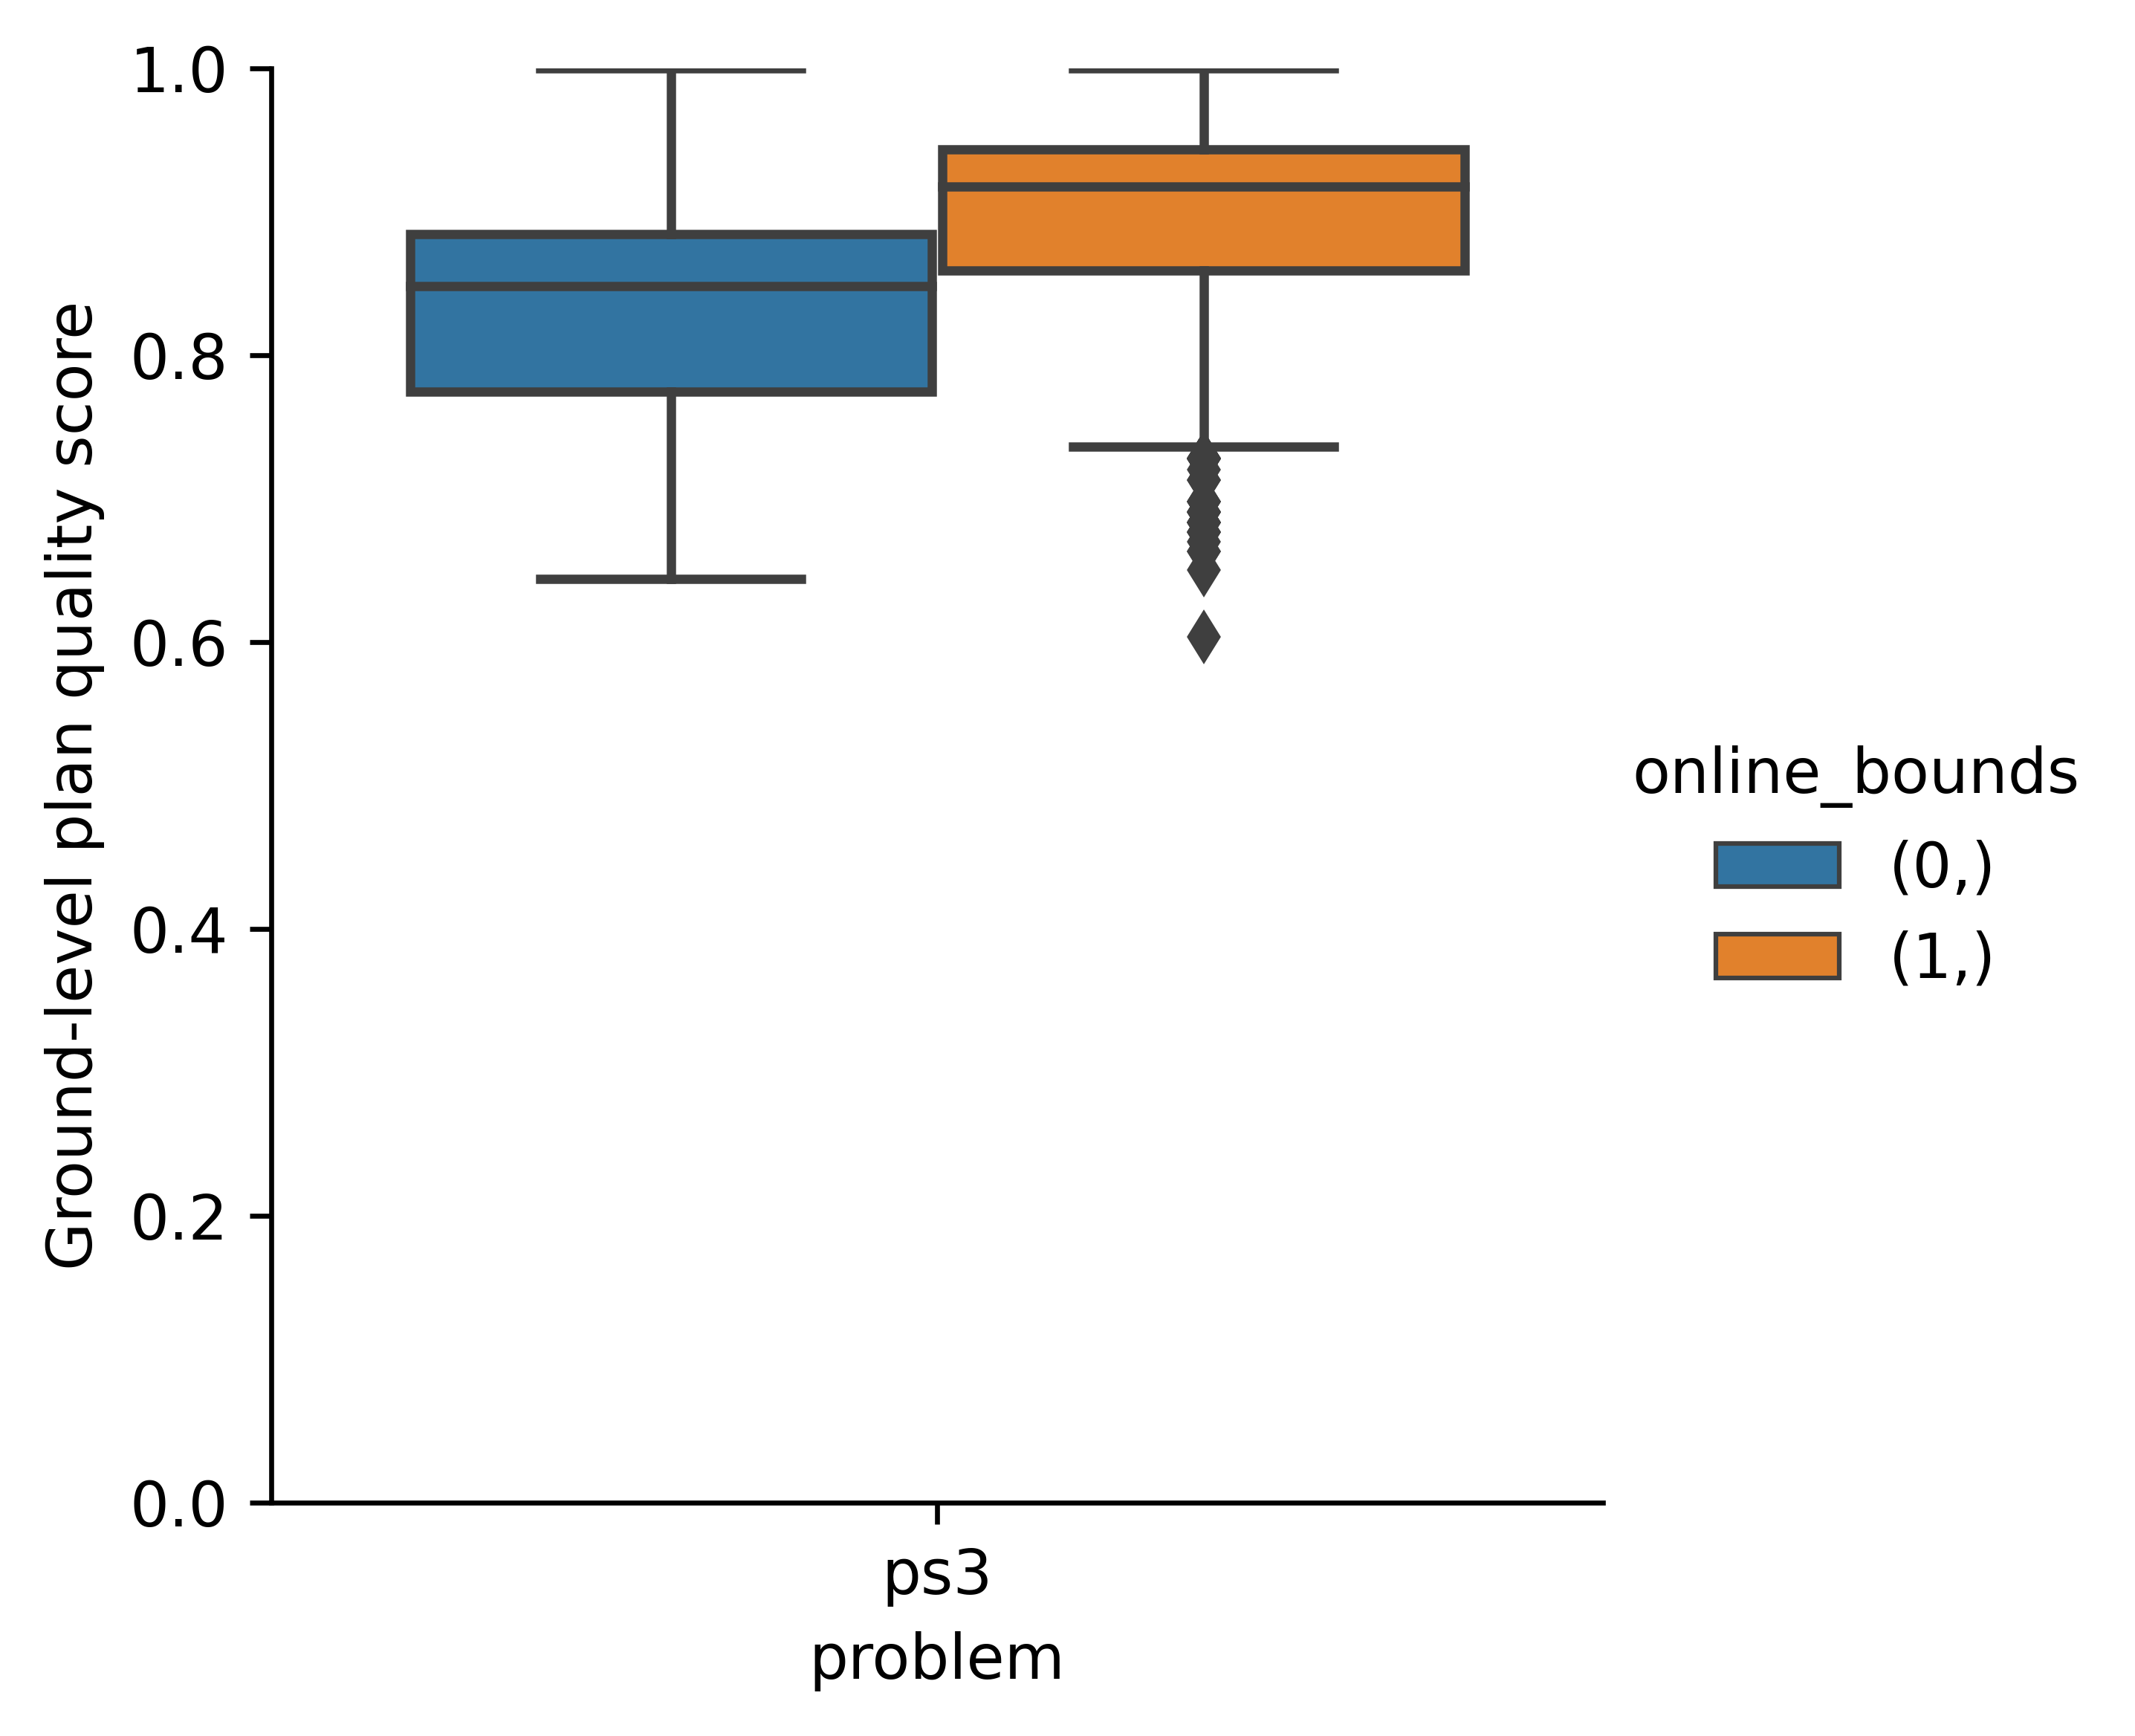 Ground-level plan quality score
1.0
0.8
0.6
0.4
0.2
0.0
ps3
problem
online_bounds
(0,)
(1,)